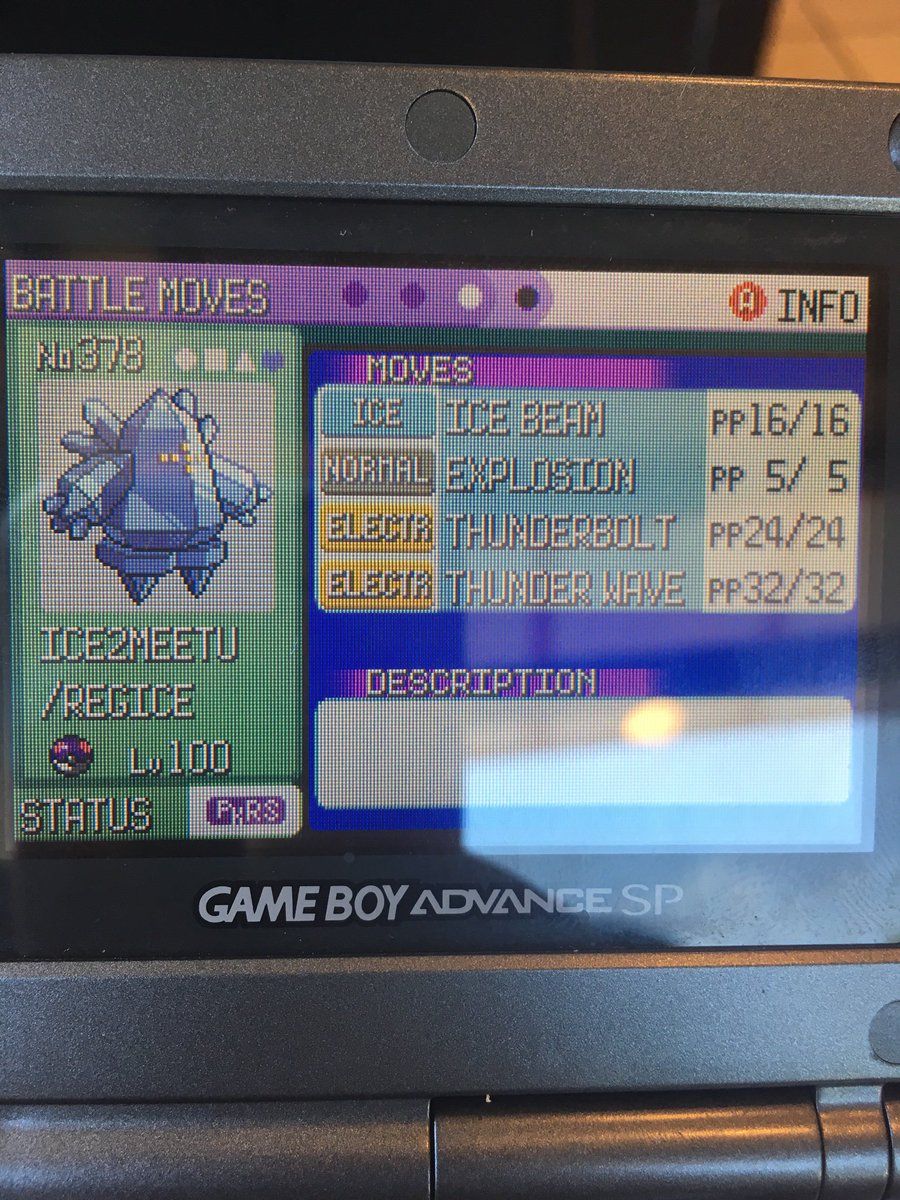 BATTLE MOVES
A INFO
No378
MOVES
ICE ICE BEAM PP16/16
NORMAL EXPLOSION PP 5/ 5
ELECTR THUNDERBOLT PP24/24
ELECTR THUNDER WAVE PP32/32
ICE2MEETU
/REGICE
Lv100
DESCRIPTION
STATUS PKRS
GAME BOY ADVANCE SP